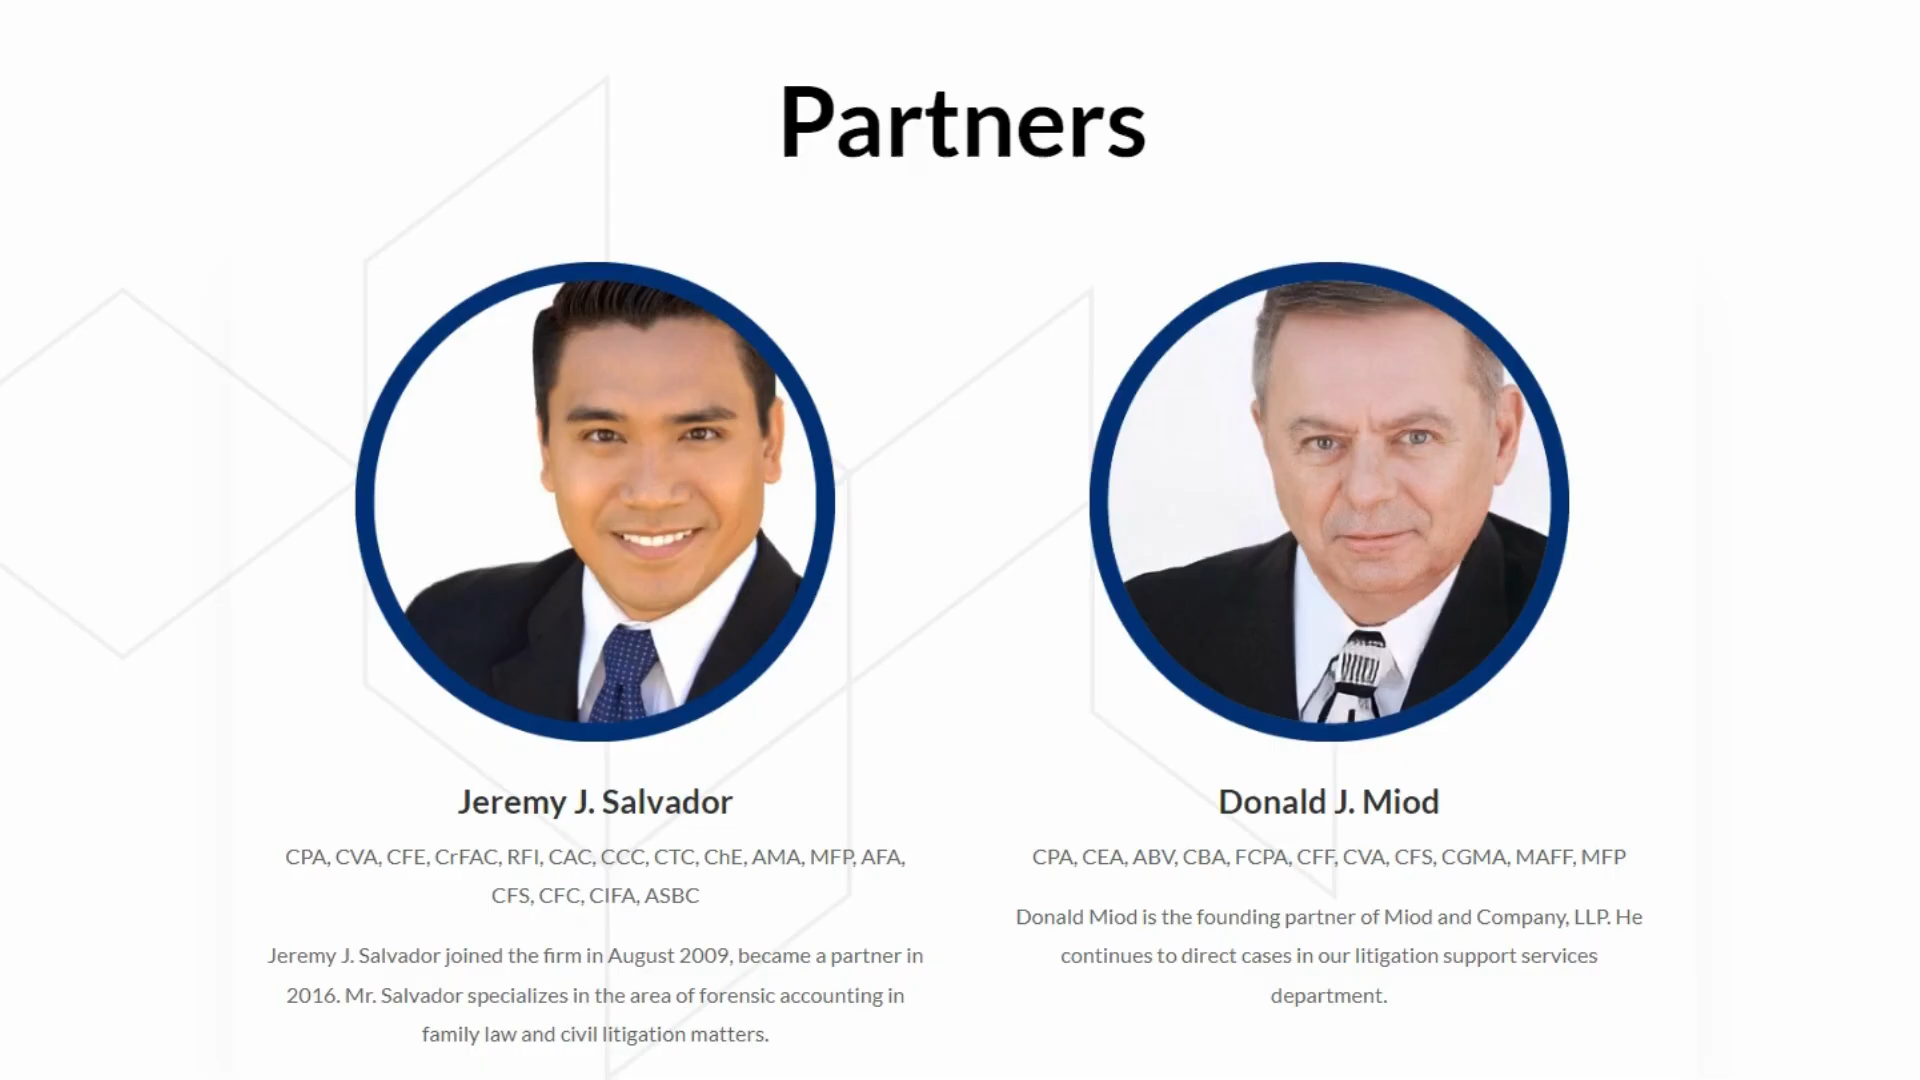 Partners
Jeremy J. Salvador
CPA, CVA, CFE, CrFAC, RFI, CAC, CCC, CTC, ChE, AMA, MFP, AFA,
CFS, CFC, CIFA, ASBC
Jeremy J. Salvador joined the firm in August 2009, became a partner in
2016. Mr. Salvador specializes in the area of forensic accounting in
family law and civil litigation matters.
Donald J. Miod
CPA, CEA, ABV, CBA, FCPA, CFF, CVA, CFS, CGMA, MAFF, MFP
Donald Miod is the founding partner of Miod and Company, LLP. He
continues to direct cases in our litigation support services
department.